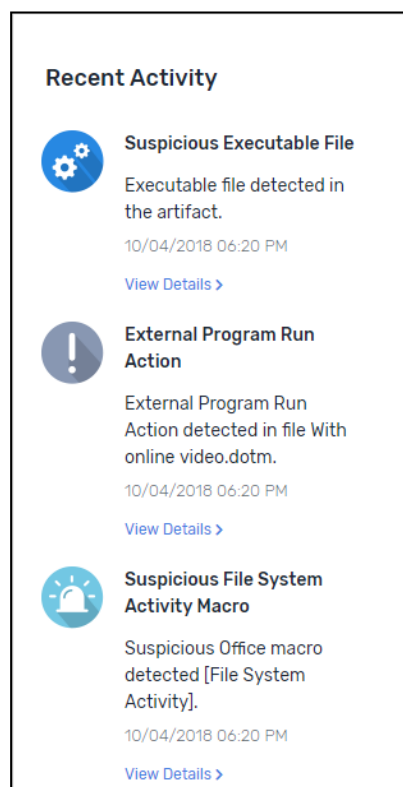 Recent Activity
Suspicious Executable File
Executable file detected in
the artifact.
10/04/2018 06:20 PM
View Details >
External Program Run
Action
External Program Run
Action detected in file With
online video.dotm.
10/04/2018 06:20 PM
View Details >
Suspicious File System
Activity Macro
Suspicious Office macro
detected [File System
Activity].
10/04/2018 06:20 PM
View Details >